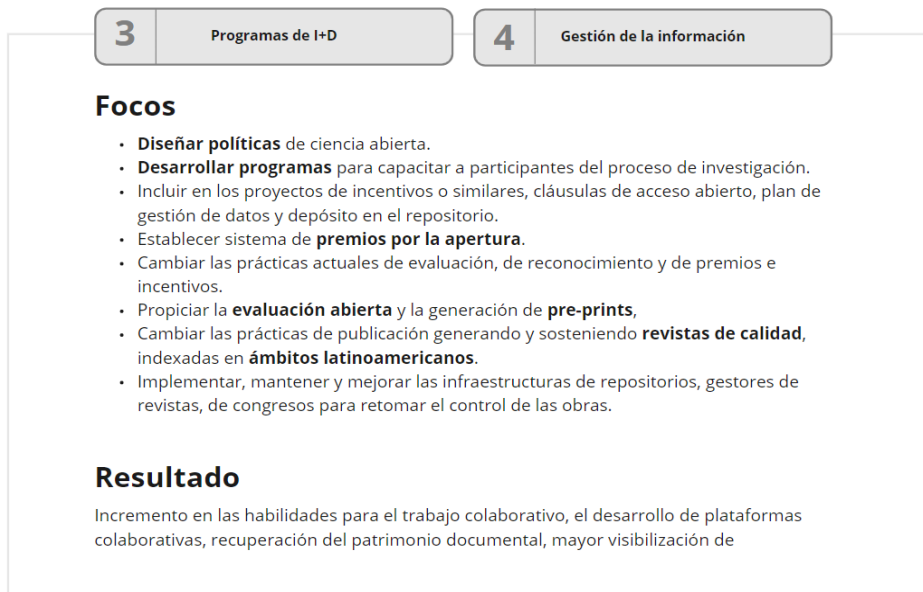 3 Programas de I+D
4 Gestión de la información
Focos
• Diseñar políticas de ciencia abierta.
• Desarrollar programas para capacitar a participantes del proceso de investigación.
• Incluir en los proyectos de incentivos o similares, cláusulas de acceso abierto, plan de
gestión de datos y depósito en el repositorio.
• Establecer sistema de premios por la apertura.
• Cambiar las prácticas actuales de evaluación, de reconocimiento y de premios e
incentivos.
• Propiciar la evaluación abierta y la generación de pre-prints,
• Cambiar las prácticas de publicación generando y sosteniendo revistas de calidad,
indexadas en ámbitos latinoamericanos.
• Implementar, mantener y mejorar las infraestructuras de repositorios, gestores de
revistas, de congresos para retomar el control de las obras.
Resultado
Incremento en las habilidades para el trabajo colaborativo, el desarrollo de plataformas
colaborativas, recuperación del patrimonio documental, mayor visibilización de